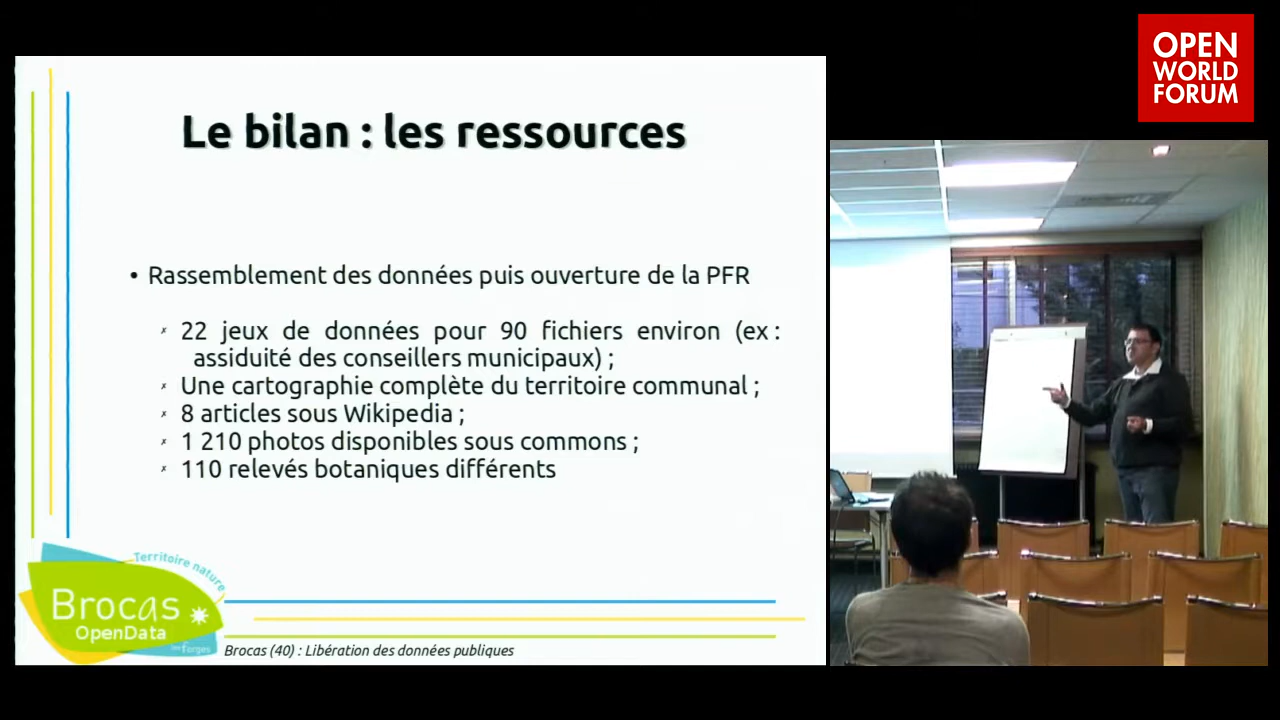 OPEN
WORLD
FORUM
Le bilan : les ressources
• Rassemblement des données puis ouverture de la PFR
✗ 22 jeux de données pour 90 fichiers environ (ex :
assiduité des conseillers municipaux) ;
✗ Une cartographie complète du territoire communal ;
✗ 8 articles sous Wikipedia ;
✗ 1 210 photos disponibles sous commons ;
✗ 110 relevés botaniques différents
Territoire nature
Brocas
OpenData
les Forges
Brocas (40) : Libération des données publiques